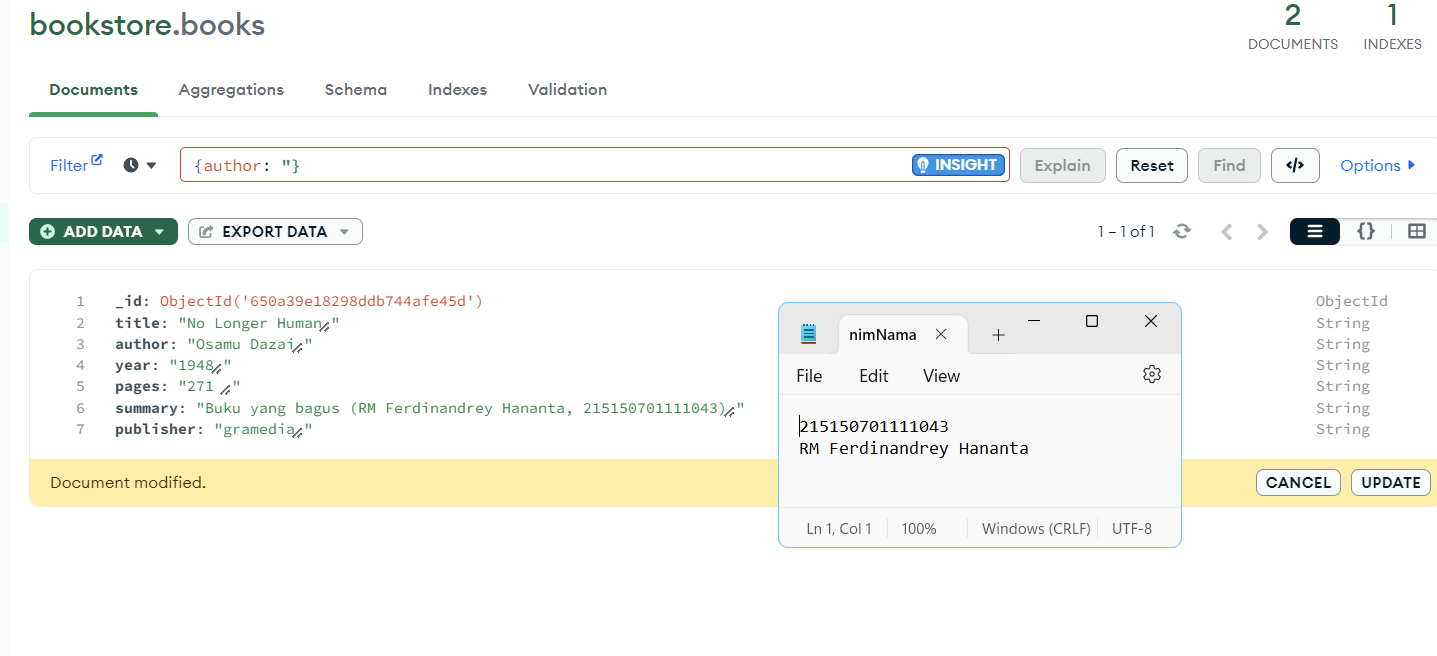 bookstore.books
2
DOCUMENTS
1
INDEXES
Documents Aggregations Schema Indexes Validation
Filter
{author: "}
INSIGHT
Explain
Reset
Find
</>
Options
ADD DATA
EXPORT DATA
1 – 1 of 1
{}
1 _id: ObjectId('650a39e18298ddb744afe45d') ObjectId
2 title: "No Longer Human" String
3 author: "Osamu Dazai" String
4 year: "1948" String
5 pages: "271 " String
6 summary: "Buku yang bagus (RM Ferdinandrey Hananta, 215150701111043)" String
7 publisher: "gramedia" String
Document modified.
CANCEL
UPDATE
nimNama
File Edit View
215150701111043
RM Ferdinandrey Hananta
Ln 1, Col 1 100% Windows (CRLF) UTF-8